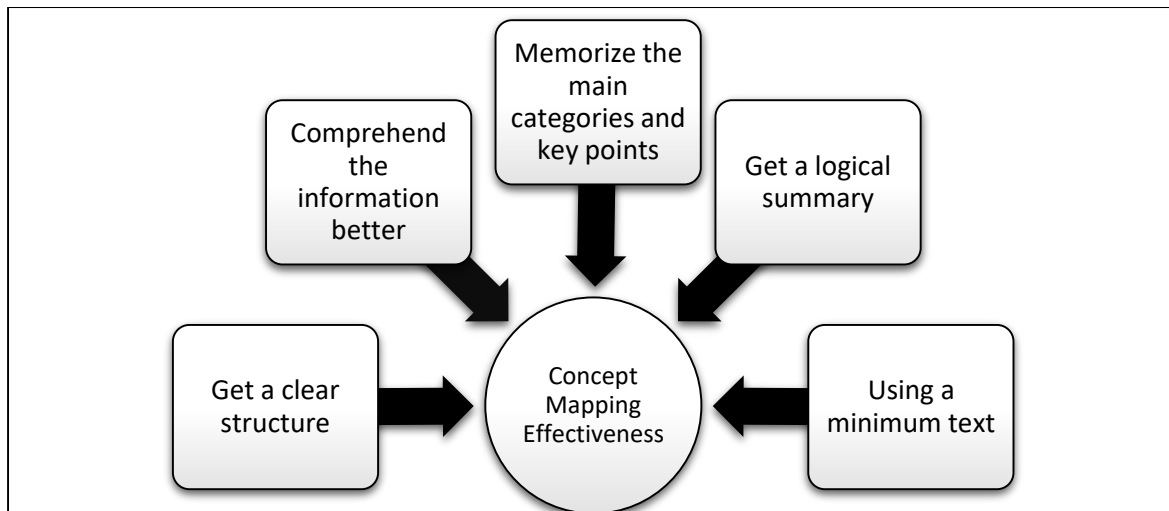 Memorize the
main
categories and
key points
Comprehend
the
information
better
Get a logical
summary
Get a clear
structure
Concept
Mapping
Effectiveness
Using a
minimum text